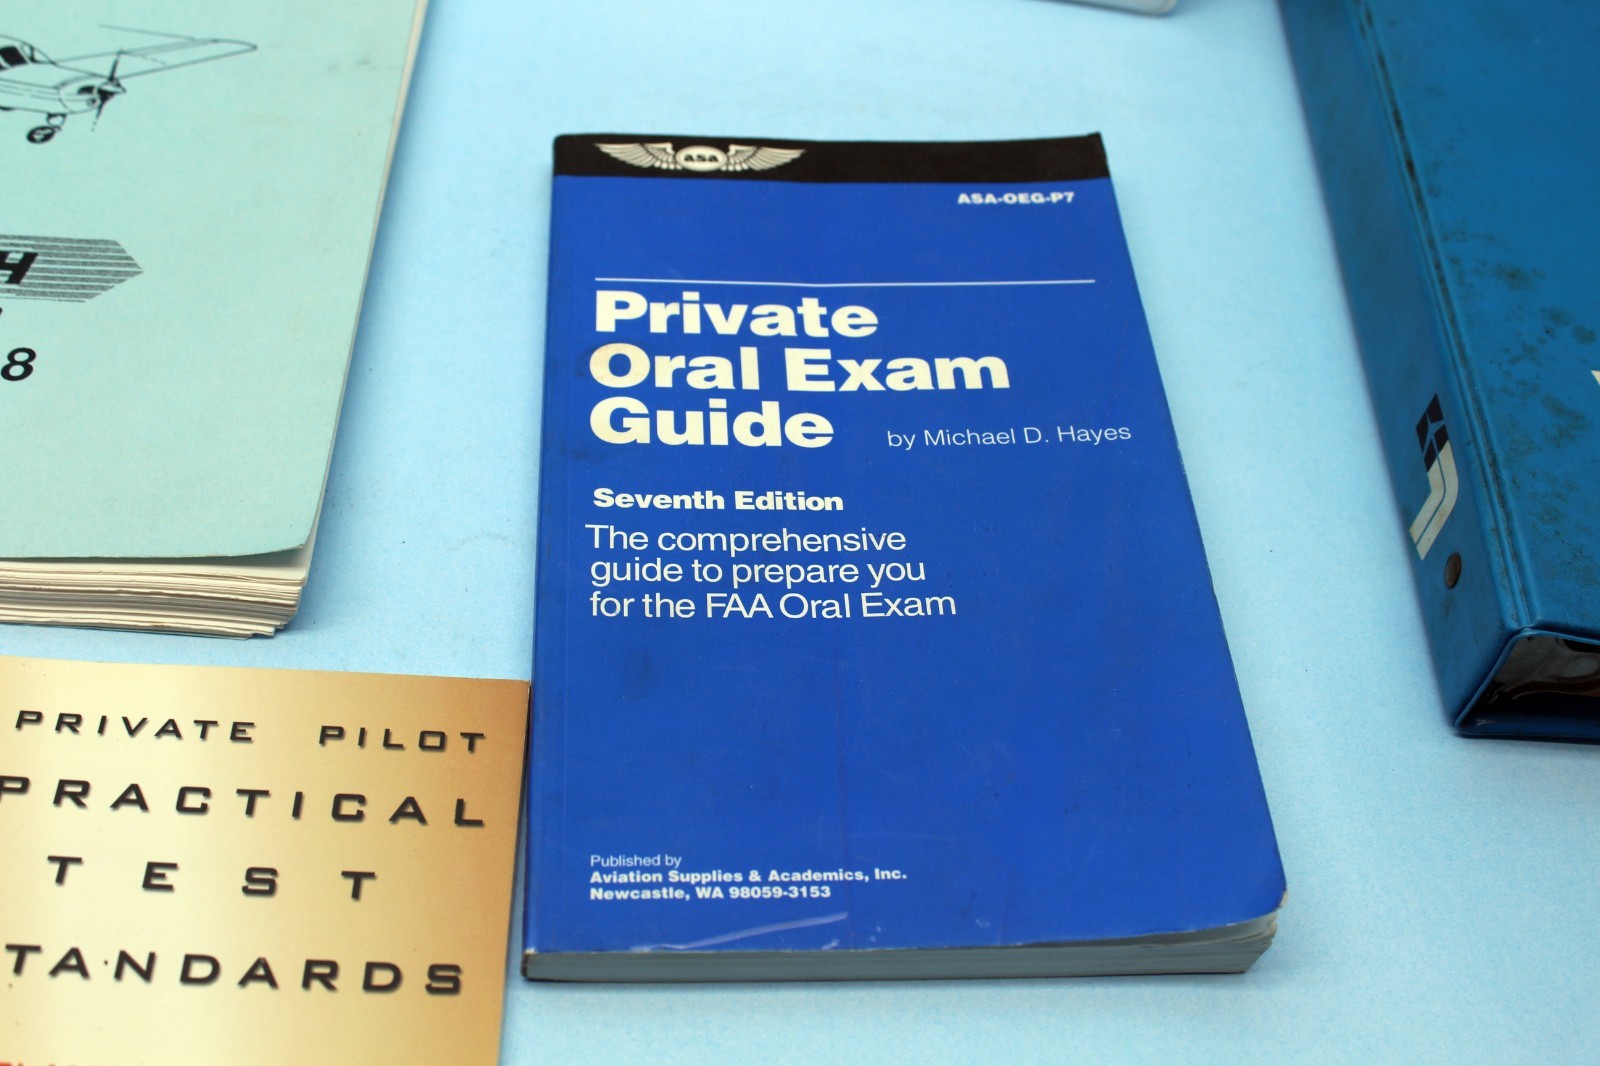 8
asa
ASA-OEG-P7
Private
Oral Exam
Guide
by Michael D. Hayes
Seventh Edition
The comprehensive
guide to prepare you
for the FAA Oral Exam
Published by
Aviation Supplies & Academics, Inc.
Newcastle, WA 98059-3153
PRIVATE PILOT
PRACTICAL
TEST
TANDARDS